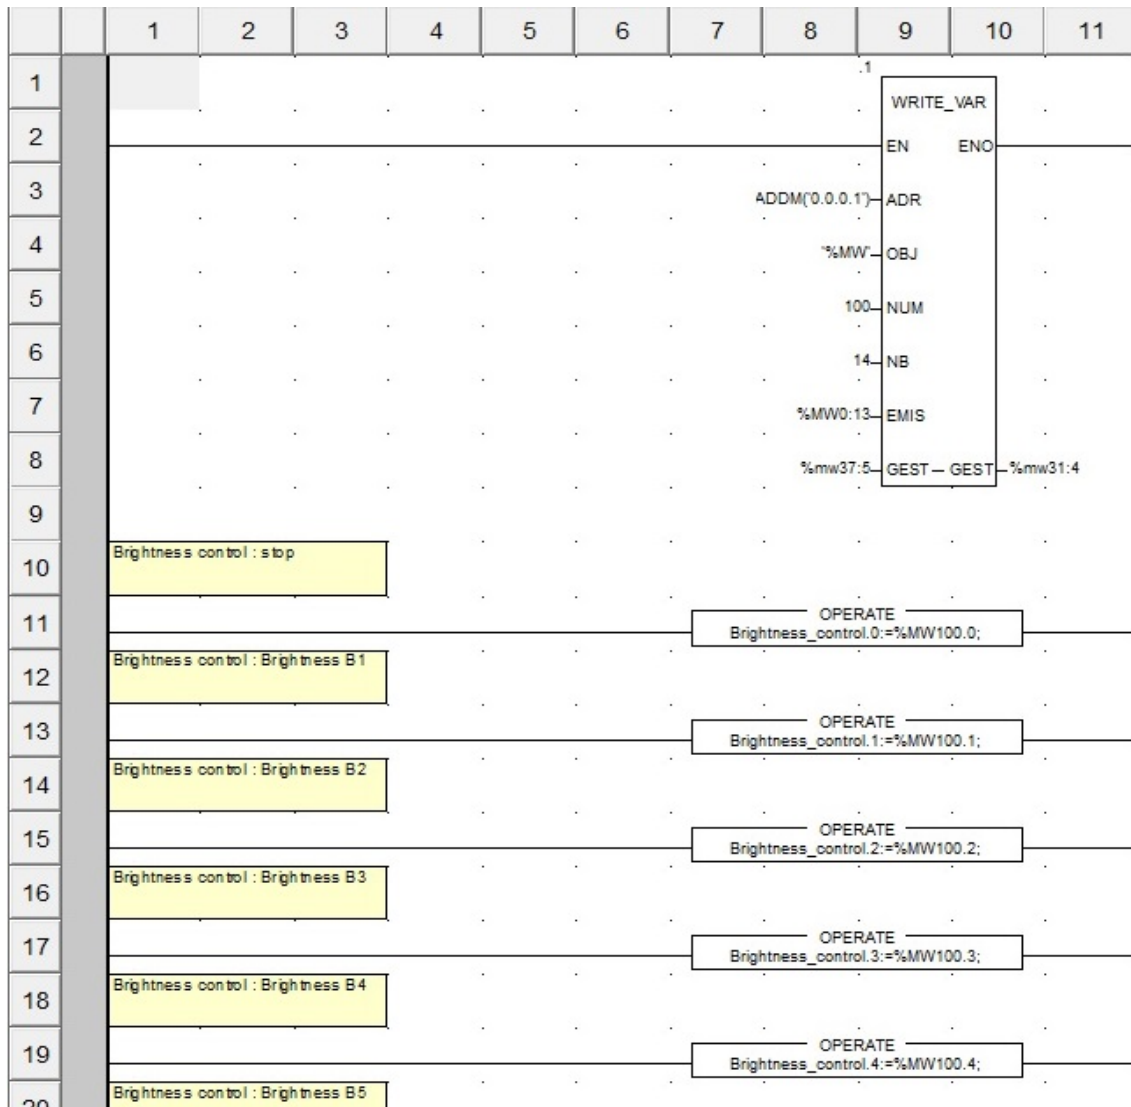 1 2 3 4 5 6 7 8 9 10 11
1
.1
WRITE_VAR
2
EN ENO
3
ADDM('0.0.0.1') ADR
4
'%MW' OBJ
5
100 NUM
6
14 NB
7
%MW0:13 EMIS
8
%mw37:5 GEST GEST %mw31:4
9
Brightness control : stop
10
OPERATE
11
Brightness_control.0:=%MW100.0;
Brightness control : Brightness B1
12
OPERATE
13
Brightness_control.1:=%MW100.1;
Brightness control : Brightness B2
14
OPERATE
15
Brightness_control.2:=%MW100.2;
Brightness control : Brightness B3
16
OPERATE
17
Brightness_control.3:=%MW100.3;
Brightness control : Brightness B4
18
OPERATE
19
Brightness_control.4:=%MW100.4;
Brightness control : Brightness B5
20